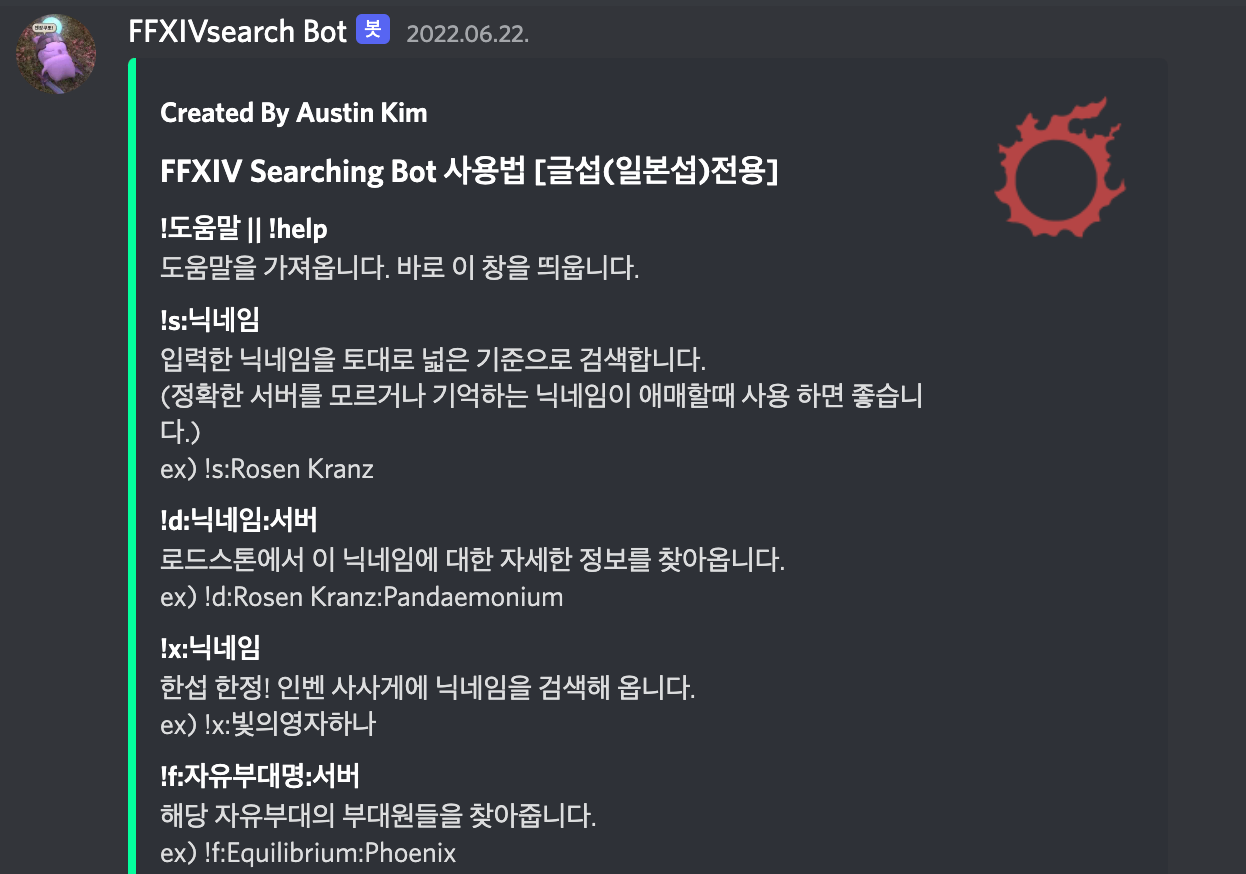 FFXIVsearch Bot 봇 2022.06.22.
Created By Austin Kim
FFXIV Searching Bot 사용법 [글섭(일본섭)전용]
!도움말 || !help
도움말을 가져옵니다. 바로 이 창을 띄웁니다.
!s:닉네임
입력한 닉네임을 토대로 넓은 기준으로 검색합니다.
(정확한 서버를 모르거나 기억하는 닉네임이 애매할때 사용 하면 좋습니
다.)
ex) !s:Rosen Kranz
!d:닉네임:서버
로드스톤에서 이 닉네임에 대한 자세한 정보를 찾아옵니다.
ex) !d:Rosen Kranz:Pandaemonium
!x:닉네임
한섭 한정! 인벤 사사게에 닉네임을 검색해 옵니다.
ex) !x:빛의영자하나
!f:자유부대명:서버
해당 자유부대의 부대원들을 찾아줍니다.
ex) !f:Equilibrium:Phoenix